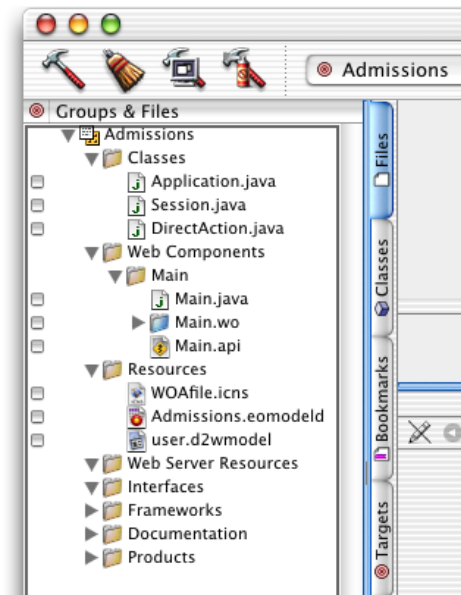 Admissions
Groups & Files
Admissions
Classes
Application.java
Session.java
DirectAction.java
Web Components
Main
Main.java
Main.wo
Main.api
Resources
WOAfile.icns
Admissions.eomodeld
user.d2wmodel
Web Server Resources
Interfaces
Frameworks
Documentation
Products
Files
Classes
Bookmarks
Targets